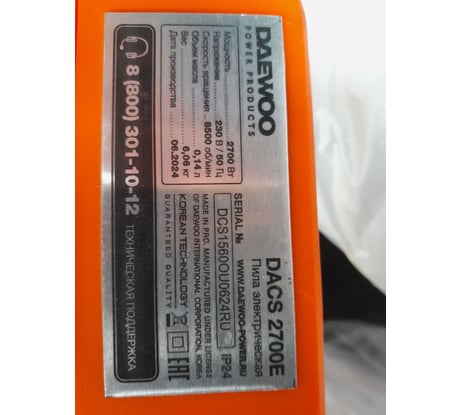 DAEWOO
POWER PRODUCTS
DACS 2700E
Пила электрическая
WWW.DAEWOO-POWER.RU
Мощность 2700 Вт
Напряжение 230 В / 50 Гц
Скорость вращения 8500 об/мин
Объем масла 0,14 л
Вес 6,06 кг
Дата производства 06.2024
SERIAL №
DCS1560OU0624RU
IP24
MADE IN PRC. MANUFACTURED UNDER LICENSE
OF DAEWOO INTERNATIONAL CORPORATION, KOREA
KOREAN TECHNOLOGY
GUARANTEED QUALITY
EAC
8 (800) 301-10-12
ТЕХНИЧЕСКАЯ ПОДДЕРЖКА